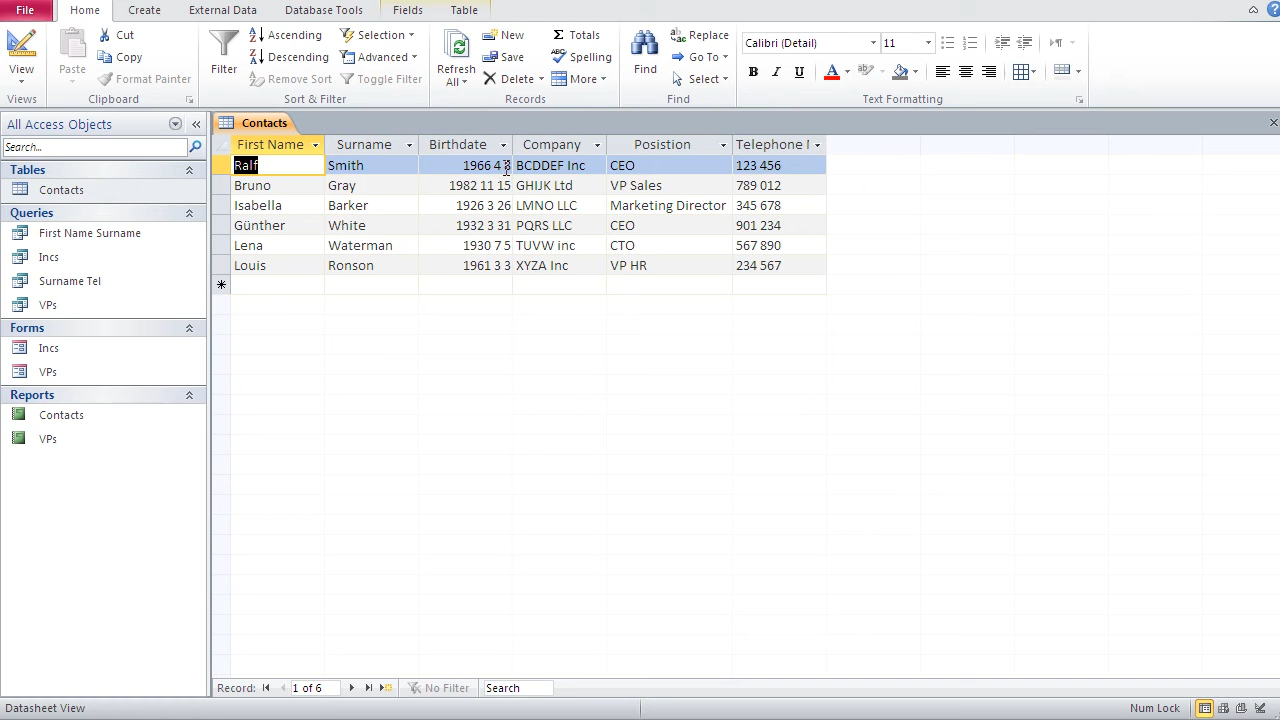 File Home Create External Data Database Tools Fields Table
View
Views
Paste
Cut
Copy
Format Painter
Clipboard
Filter
Ascending
Descending
Remove Sort
Selection
Advanced
Toggle Filter
Sort & Filter
Refresh
All
New
Save
Delete
Totals
Spelling
More
Records
Find
Replace
Go To
Select
Find
Calibri (Detail) 11
B I U A ab
Text Formatting
All Access Objects
Search...
Tables
Contacts
Queries
First Name Surname
Incs
Surname Tel
VPs
Forms
Incs
VPs
Reports
Contacts
VPs
Contacts
First Name Surname Birthdate Company Posistion Telephone
Ralf Smith 1966 4 BCDDEF Inc CEO 123 456
Bruno Gray 1982 11 15 GHIJK Ltd VP Sales 789 012
Isabella Barker 1926 3 26 LMNO LLC Marketing Director 345 678
Günther White 1932 3 31 PQRS LLC CEO 901 234
Lena Waterman 1930 7 5 TUVW inc CTO 567 890
Louis Ronson 1961 3 3 XYZA Inc VP HR 234 567
Record: 1 of 6 No Filter Search
Datasheet View Num Lock